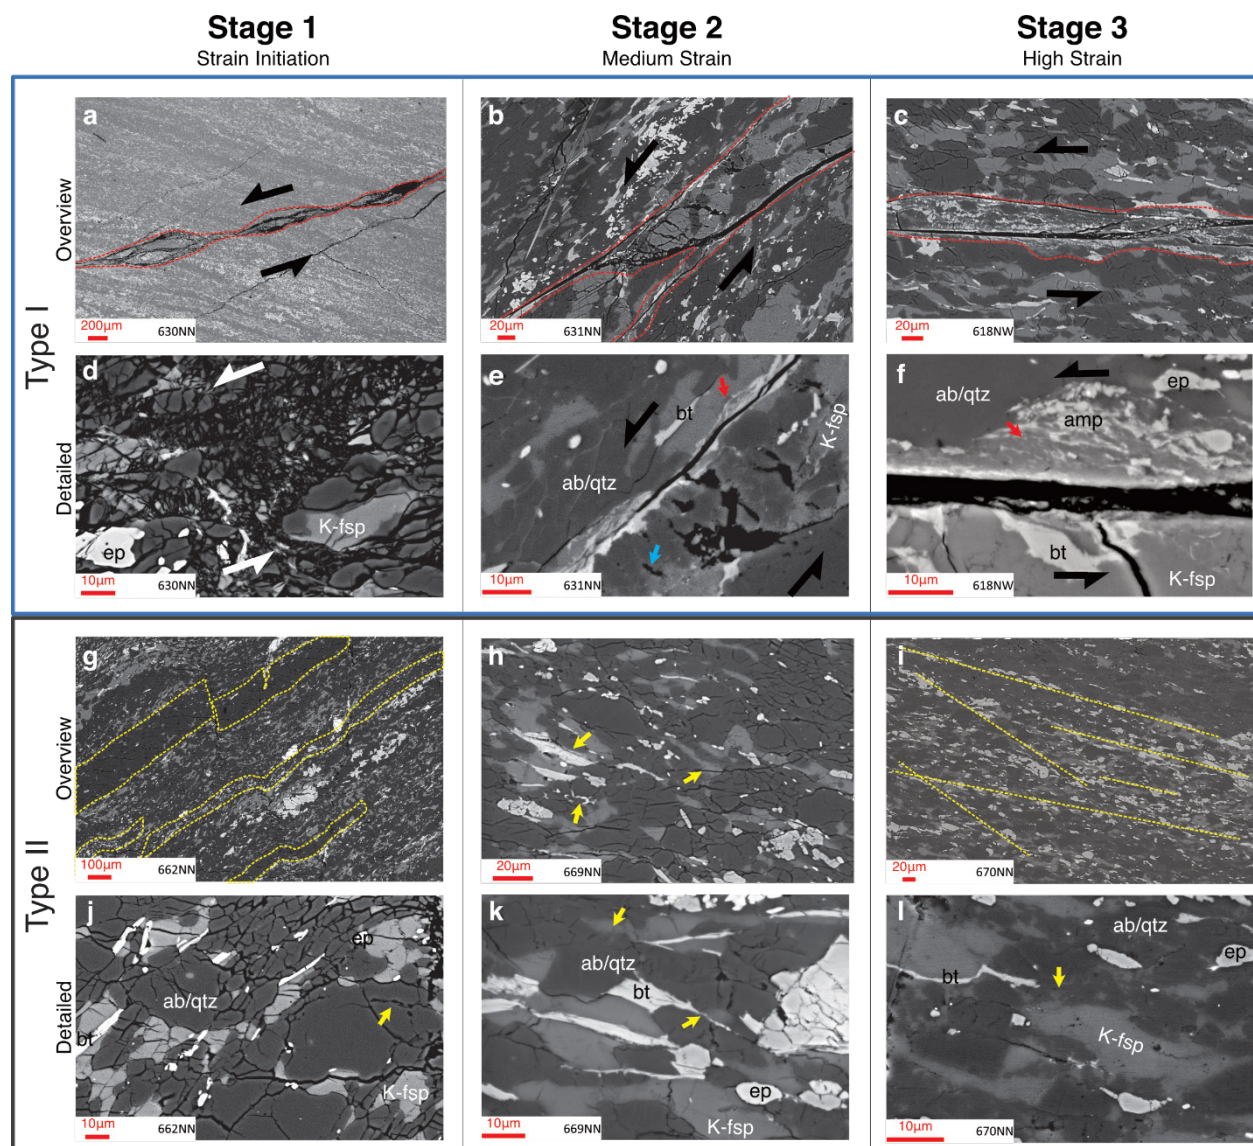 Stage 1
Strain Initiation
Stage 2
Medium Strain
Stage 3
High Strain
Type I
Overview
a
200µm
630NN
b
20µm
631NN
c
20µm
618NW
Detailed
d
K-fsp
ep
10µm
630NN
e
bt
K-fsp
ab/qtz
10µm
631NN
f
ep
ab/qtz
amp
bt
K-fsp
10µm
618NW
Type II
Overview
g
100µm
662NN
h
20µm
669NN
i
20µm
670NN
Detailed
j
ep
ab/qtz
bt
K-fsp
10µm
662NN
k
ab/qtz
bt
ep
K-fsp
10µm
669NN
l
ab/qtz
ep
bt
K-fsp
10µm
670NN